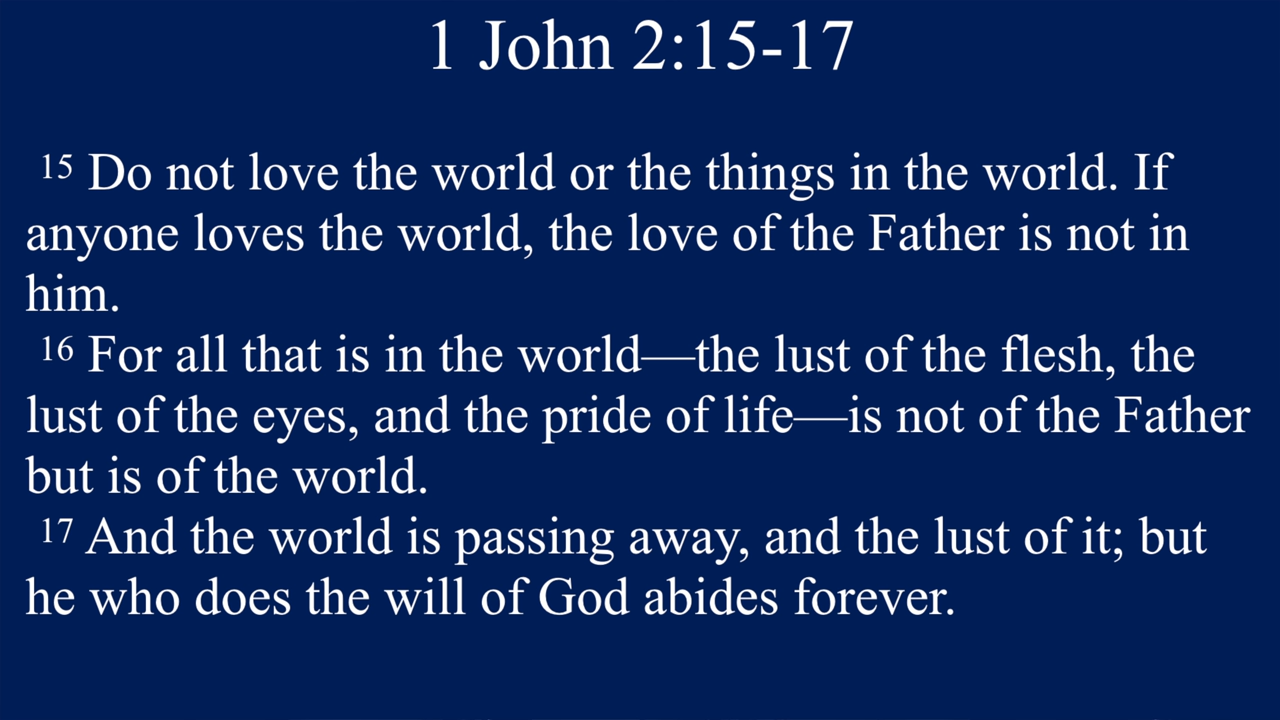 1 John 2:15-17
15 Do not love the world or the things in the world. If
anyone loves the world, the love of the Father is not in
him.
16 For all that is in the world—the lust of the flesh, the
lust of the eyes, and the pride of life—is not of the Father
but is of the world.
17 And the world is passing away, and the lust of it; but
he who does the will of God abides forever.